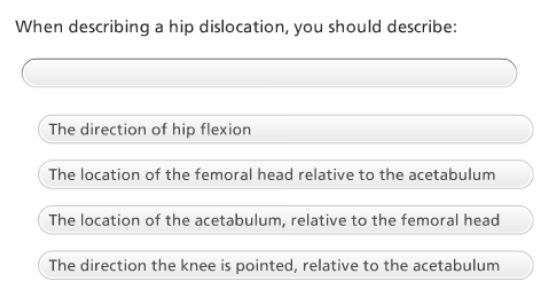 When describing a hip dislocation, you should describe:
The direction of hip flexion
The location of the femoral head relative to the acetabulum
The location of the acetabulum, relative to the femoral head
The direction the knee is pointed, relative to the acetabulum